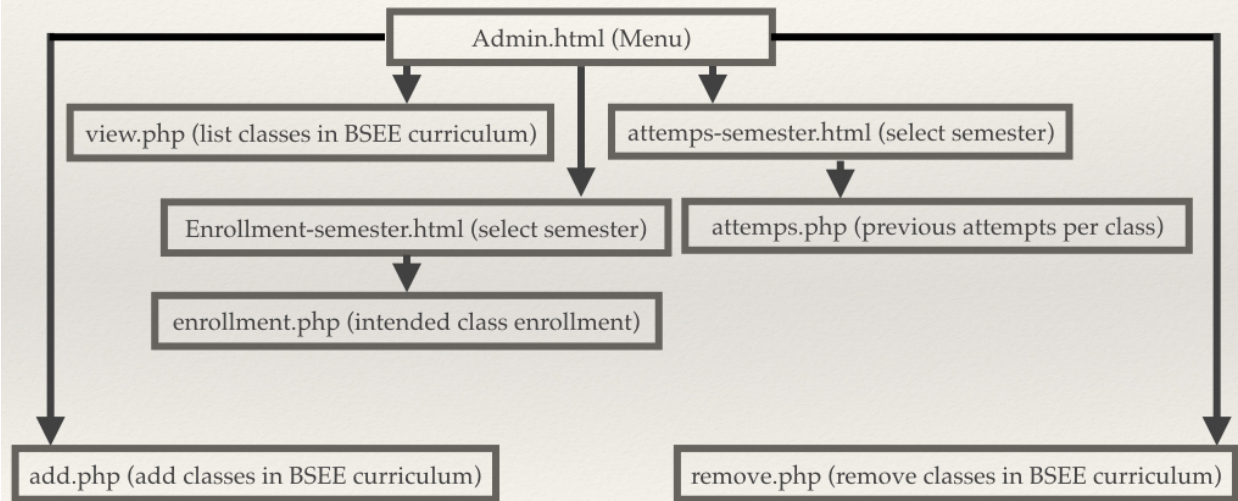 Admin.html (Menu)
view.php (list classes in BSEE curriculum)
attemps-semester.html (select semester)
Enrollment-semester.html (select semester)
attemps.php (previous attempts per class)
enrollment.php (intended class enrollment)
add.php (add classes in BSEE curriculum)
remove.php (remove classes in BSEE curriculum)